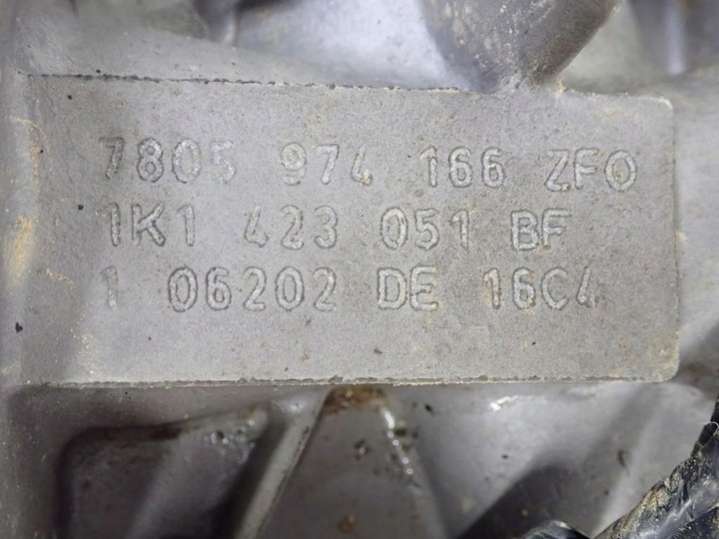 7805 974 166 ZFO
1K1 423 051 BF
1 06202 DE 16C4